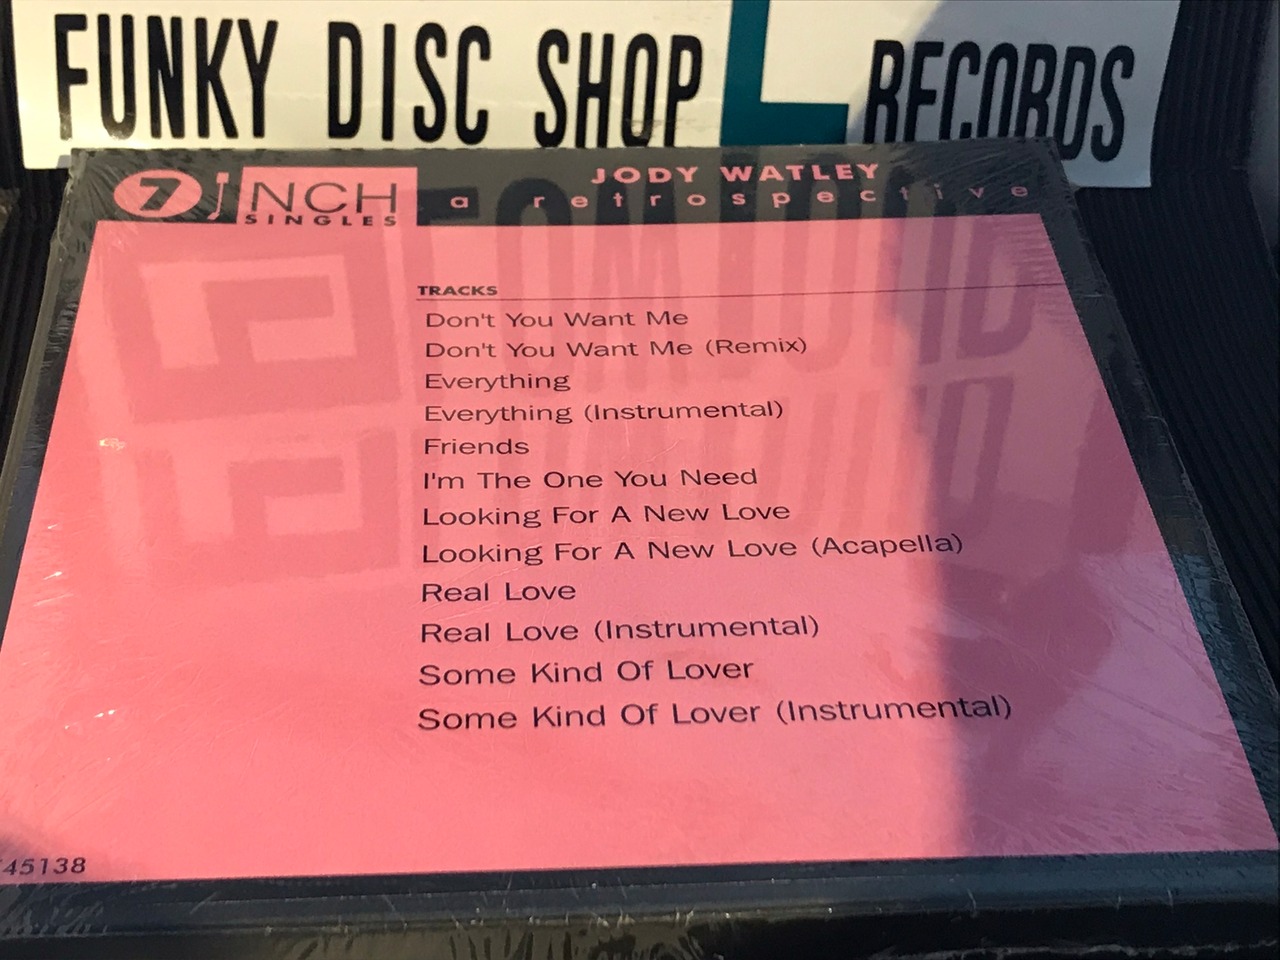 FUNKY DISC SHOP RECORDS
7 INCH
SINGLES
JODY WATLEY
a retrospective
TRACKS
Don't You Want Me
Don't You Want Me (Remix)
Everything
Everything (Instrumental)
Friends
I'm The One You Need
Looking For A New Love
Looking For A New Love (Acapella)
Real Love
Real Love (Instrumental)
Some Kind Of Lover
Some Kind Of Lover (Instrumental)
45138